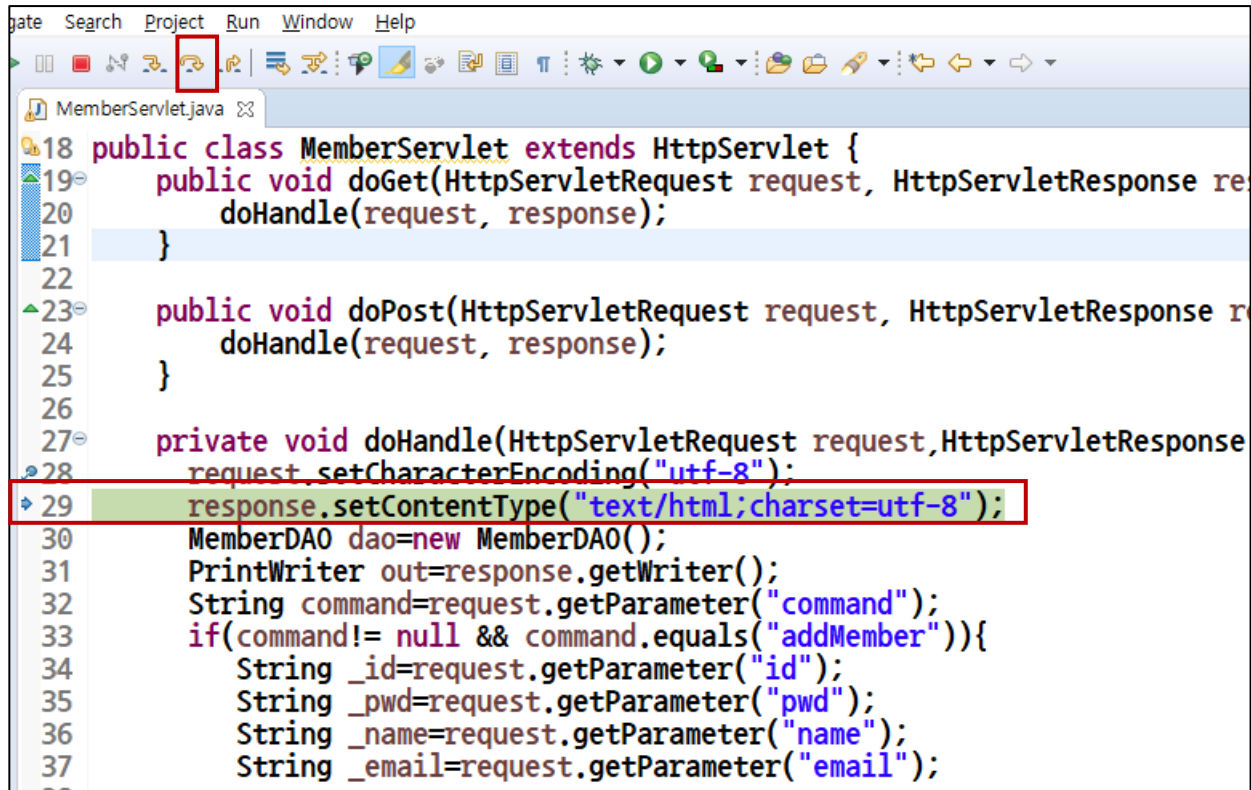 gate Search Project Run Window Help
MemberServlet.java
18 public class MemberServlet extends HttpServlet {
19 public void doGet(HttpServletRequest request, HttpServletResponse res
20 doHandle(request, response);
21 }
22
23 public void doPost(HttpServletRequest request, HttpServletResponse re
24 doHandle(request, response);
25 }
26
27 private void doHandle(HttpServletRequest request,HttpServletResponse
28 request.setCharacterEncoding("utf-8");
29 response.setContentType("text/html;charset=utf-8");
30 MemberDAO dao=new MemberDAO();
31 PrintWriter out=response.getWriter();
32 String command=request.getParameter("command");
33 if(command!= null && command.equals("addMember")){
34 String _id=request.getParameter("id");
35 String _pwd=request.getParameter("pwd");
36 String _name=request.getParameter("name");
37 String _email=request.getParameter("email");